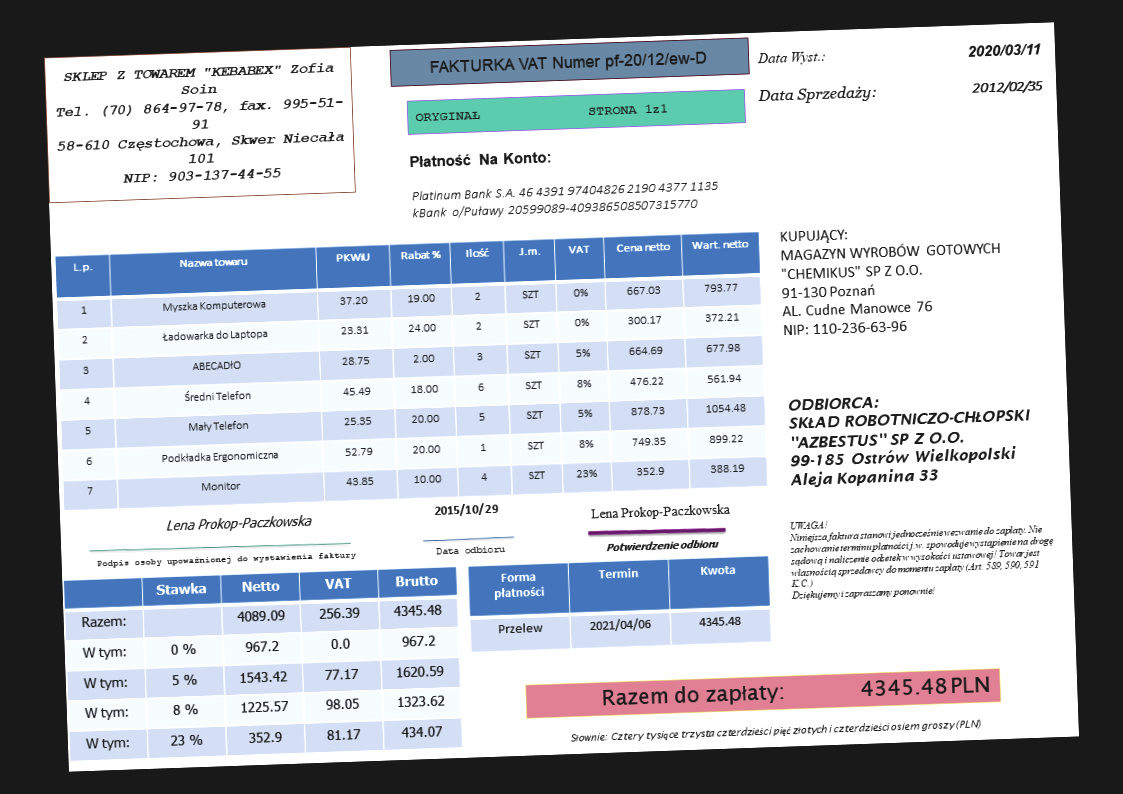 SKLEP Z TOWAREM "KEBABEX" Zofia
Soin
Tel. (70) 864-97-78, fax. 995-51-
91
58-610 Częstochowa, Skwer Niecała
101
NIP: 903-137-44-55
FAKTURKA VAT Numer pf-20/12/ew-D
ORYGINAŁ STRONA 1z1
Płatność Na Konto:
Platinum Bank S.A. 46 4391 97404826 2190 4377 1135
kBank o/Puławy 20599089-409386508507315770
Data Wyst.: 2020/03/11
Data Sprzedaży: 2012/02/35
KUPUJĄCY:
MAGAZYN WYROBÓW GOTOWYCH
"CHEMIKUS" SP Z O.O.
91-130 Poznań
AL. Cudne Manowce 76
NIP: 110-236-63-96
ODBIORCA:
SKŁAD ROBOTNICZO-CHŁOPSKI
"AZBESTUS" SP Z O.O.
99-185 Ostrów Wielkopolski
Aleja Kopanina 33
L.p. Nazwa towaru PKWiU Rabat % Ilość J.m. VAT Cena netto Wart. netto
1 Myszka Komputerowa 37.20 19.00 2 SZT 0% 667.03 793.77
2 Ładowarka do Laptopa 23.31 24.00 2 SZT 0% 300.17 372.21
3 ABECADŁO 28.75 2.00 3 SZT 5% 664.69 677.98
4 Średni Telefon 45.49 18.00 6 SZT 8% 476.22 561.94
5 Mały Telefon 25.35 20.00 5 SZT 5% 878.73 1054.48
6 Podkładka Ergonomiczna 52.79 20.00 1 SZT 8% 749.35 899.22
7 Monitor 43.85 10.00 4 SZT 23% 352.9 388.19
Lena Prokop-Paczkowska
Podpis osoby upoważnionej do wystawienia faktury
2015/10/29
Data odbioru
Lena Prokop-Paczkowska
Potwierdzenie odbioru
UWAGA!
Niniejsza faktura stanowi jednocześnie wezwanie do zapłaty. Nie
zachowanie terminu płatności j.w. spowoduje wystąpienie na drogę
sądową i naliczenie odsetek w wysokości ustawowej! Towar jest
własnością sprzedawcy do momentu zapłaty (Art. 589, 590, 591
K.C.)
Dziękujemy i zapraszamy ponownie!
Stawka Netto VAT Brutto
Razem: 4089.09 256.39 4345.48
W tym: 0 % 967.2 0.0 967.2
W tym: 5 % 1543.42 77.17 1620.59
W tym: 8 % 1225.57 98.05 1323.62
W tym: 23 % 352.9 81.17 434.07
Forma płatności Termin Kwota
Przelew 2021/04/06 4345.48
Razem do zapłaty: 4345.48 PLN
Słownie: Cztery tysiące trzysta czterdzieści pięć złotych i czterdzieści osiem groszy (PLN)